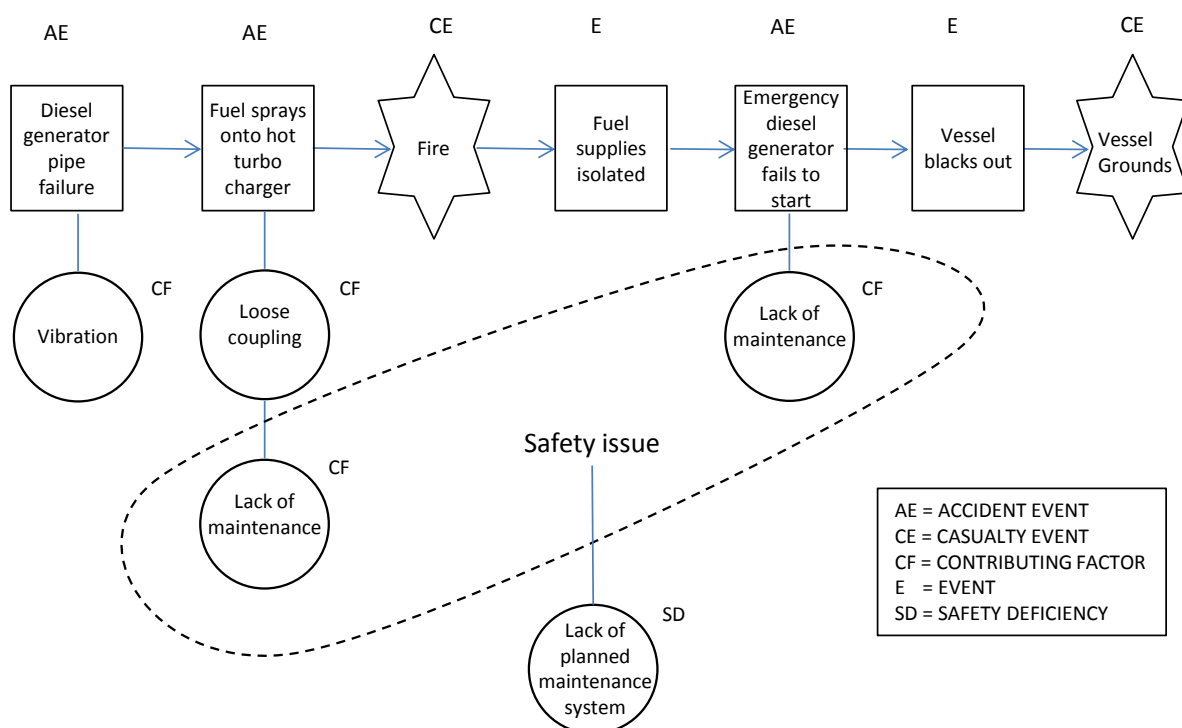 AE
AE
CE
E
AE
E
CE
Diesel
generator
pipe
failure
Fuel sprays
onto hot
turbo
charger
Fire
Fuel
supplies
isolated
Emergency
diesel
generator
fails to
start
Vessel
blacks out
Vessel
Grounds
CF
Vibration
CF
Loose
coupling
CF
Lack of
maintenance
CF
Lack of
maintenance
Safety issue
SD
Lack of
planned
maintenance
system
AE = ACCIDENT EVENT
CE = CASUALTY EVENT
CF = CONTRIBUTING FACTOR
E = EVENT
SD = SAFETY DEFICIENCY